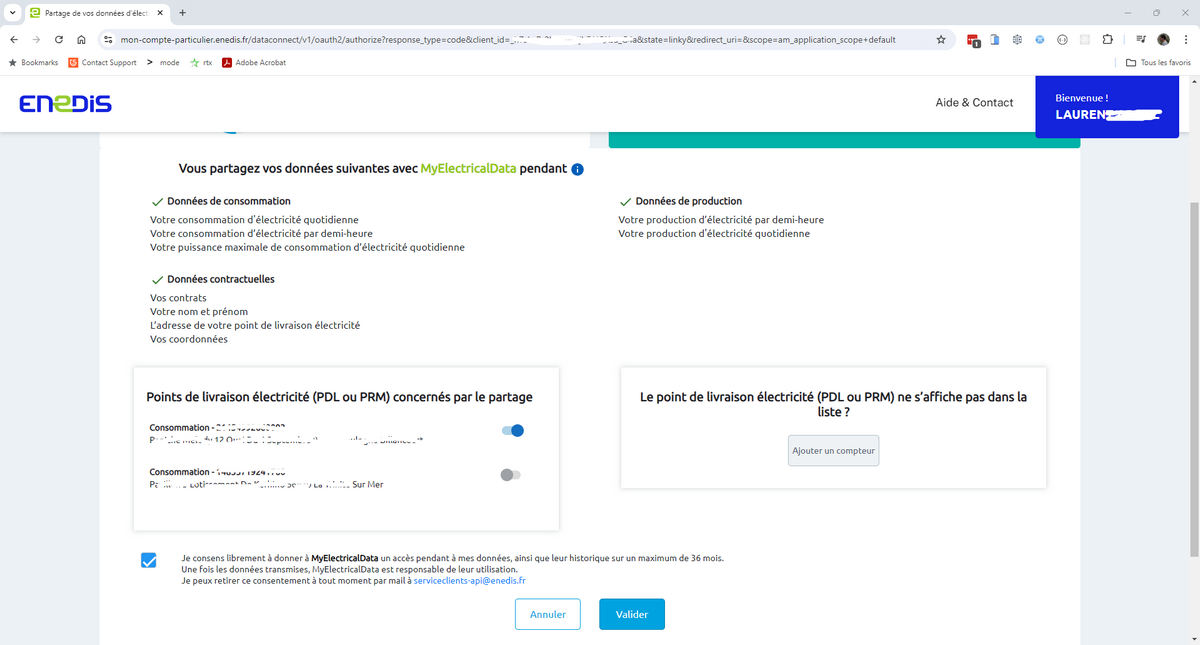 Partage de vos données d'élect
mon-compte-particulier.enedis.fr/dataconnect/v1/oauth2/authorize?response_type=code&client_id= &state=linky&redirect_uri=&scope=am_application_scope+default
1
Bookmarks Contact Support mode rtx Adobe Acrobat Tous les favoris
ENEDIS
Aide & Contact
Bienvenue !
LAUREN
Vous partagez vos données suivantes avec MyElectricalData pendant i
Données de consommation
Votre consommation d'électricité quotidienne
Votre consommation d'électricité par demi-heure
Votre puissance maximale de consommation d'électricité quotidienne
Données de production
Votre production d'électricité par demi-heure
Votre production d'électricité quotidienne
Données contractuelles
Vos contrats
Votre nom et prénom
L'adresse de votre point de livraison électricité
Vos coordonnées
Points de livraison électricité (PDL ou PRM) concernés par le partage
Consommation -
Consommation -
Sur Mer
Le point de livraison électricité (PDL ou PRM) ne s'affiche pas dans la
liste ?
Ajouter un compteur
Je consens librement à donner à MyElectricalData un accès pendant à mes données, ainsi que leur historique sur un maximum de 36 mois.
Une fois les données transmises, MyElectricalData est responsable de leur utilisation.
Je peux retirer ce consentement à tout moment par mail à serviceclients-api@enedis.fr
Annuler
Valider